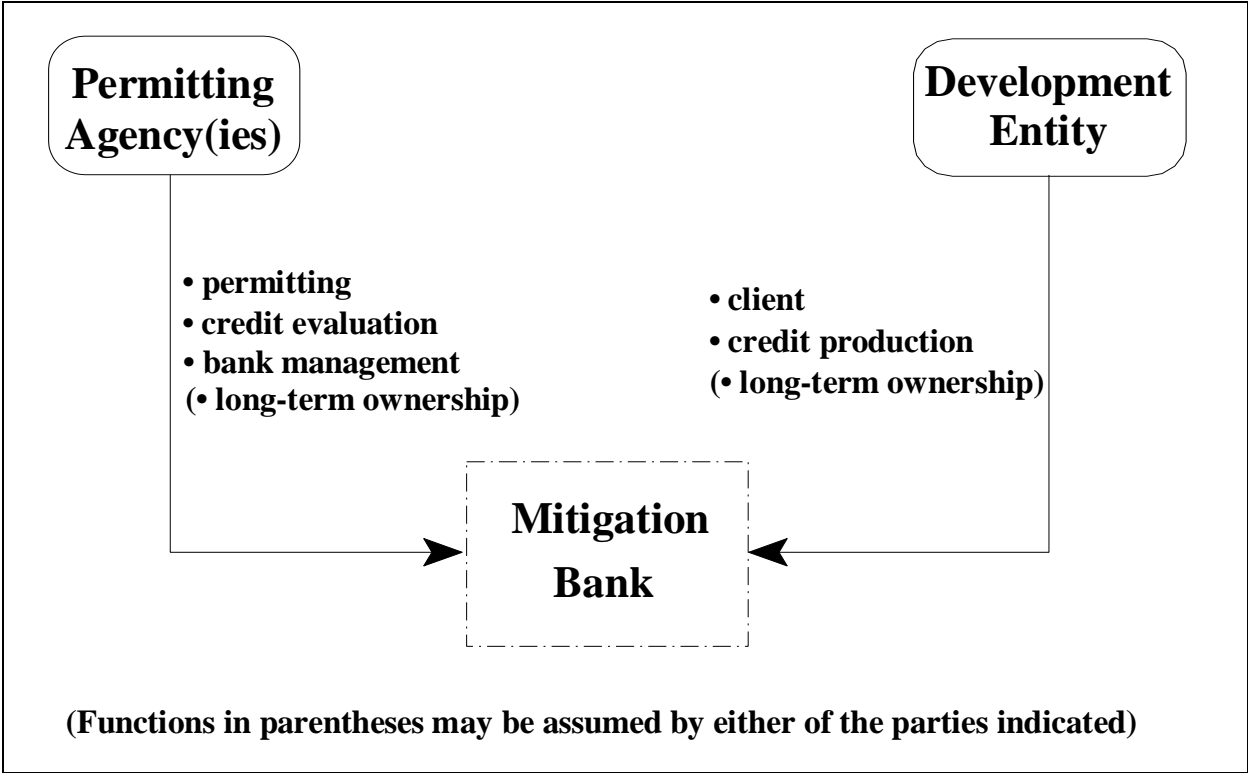 Permitting
Agency(ies)
Development
Entity
• permitting
• credit evaluation
• bank management
(• long-term ownership)
• client
• credit production
(• long-term ownership)
Mitigation
Bank
(Functions in parentheses may be assumed by either of the parties indicated)